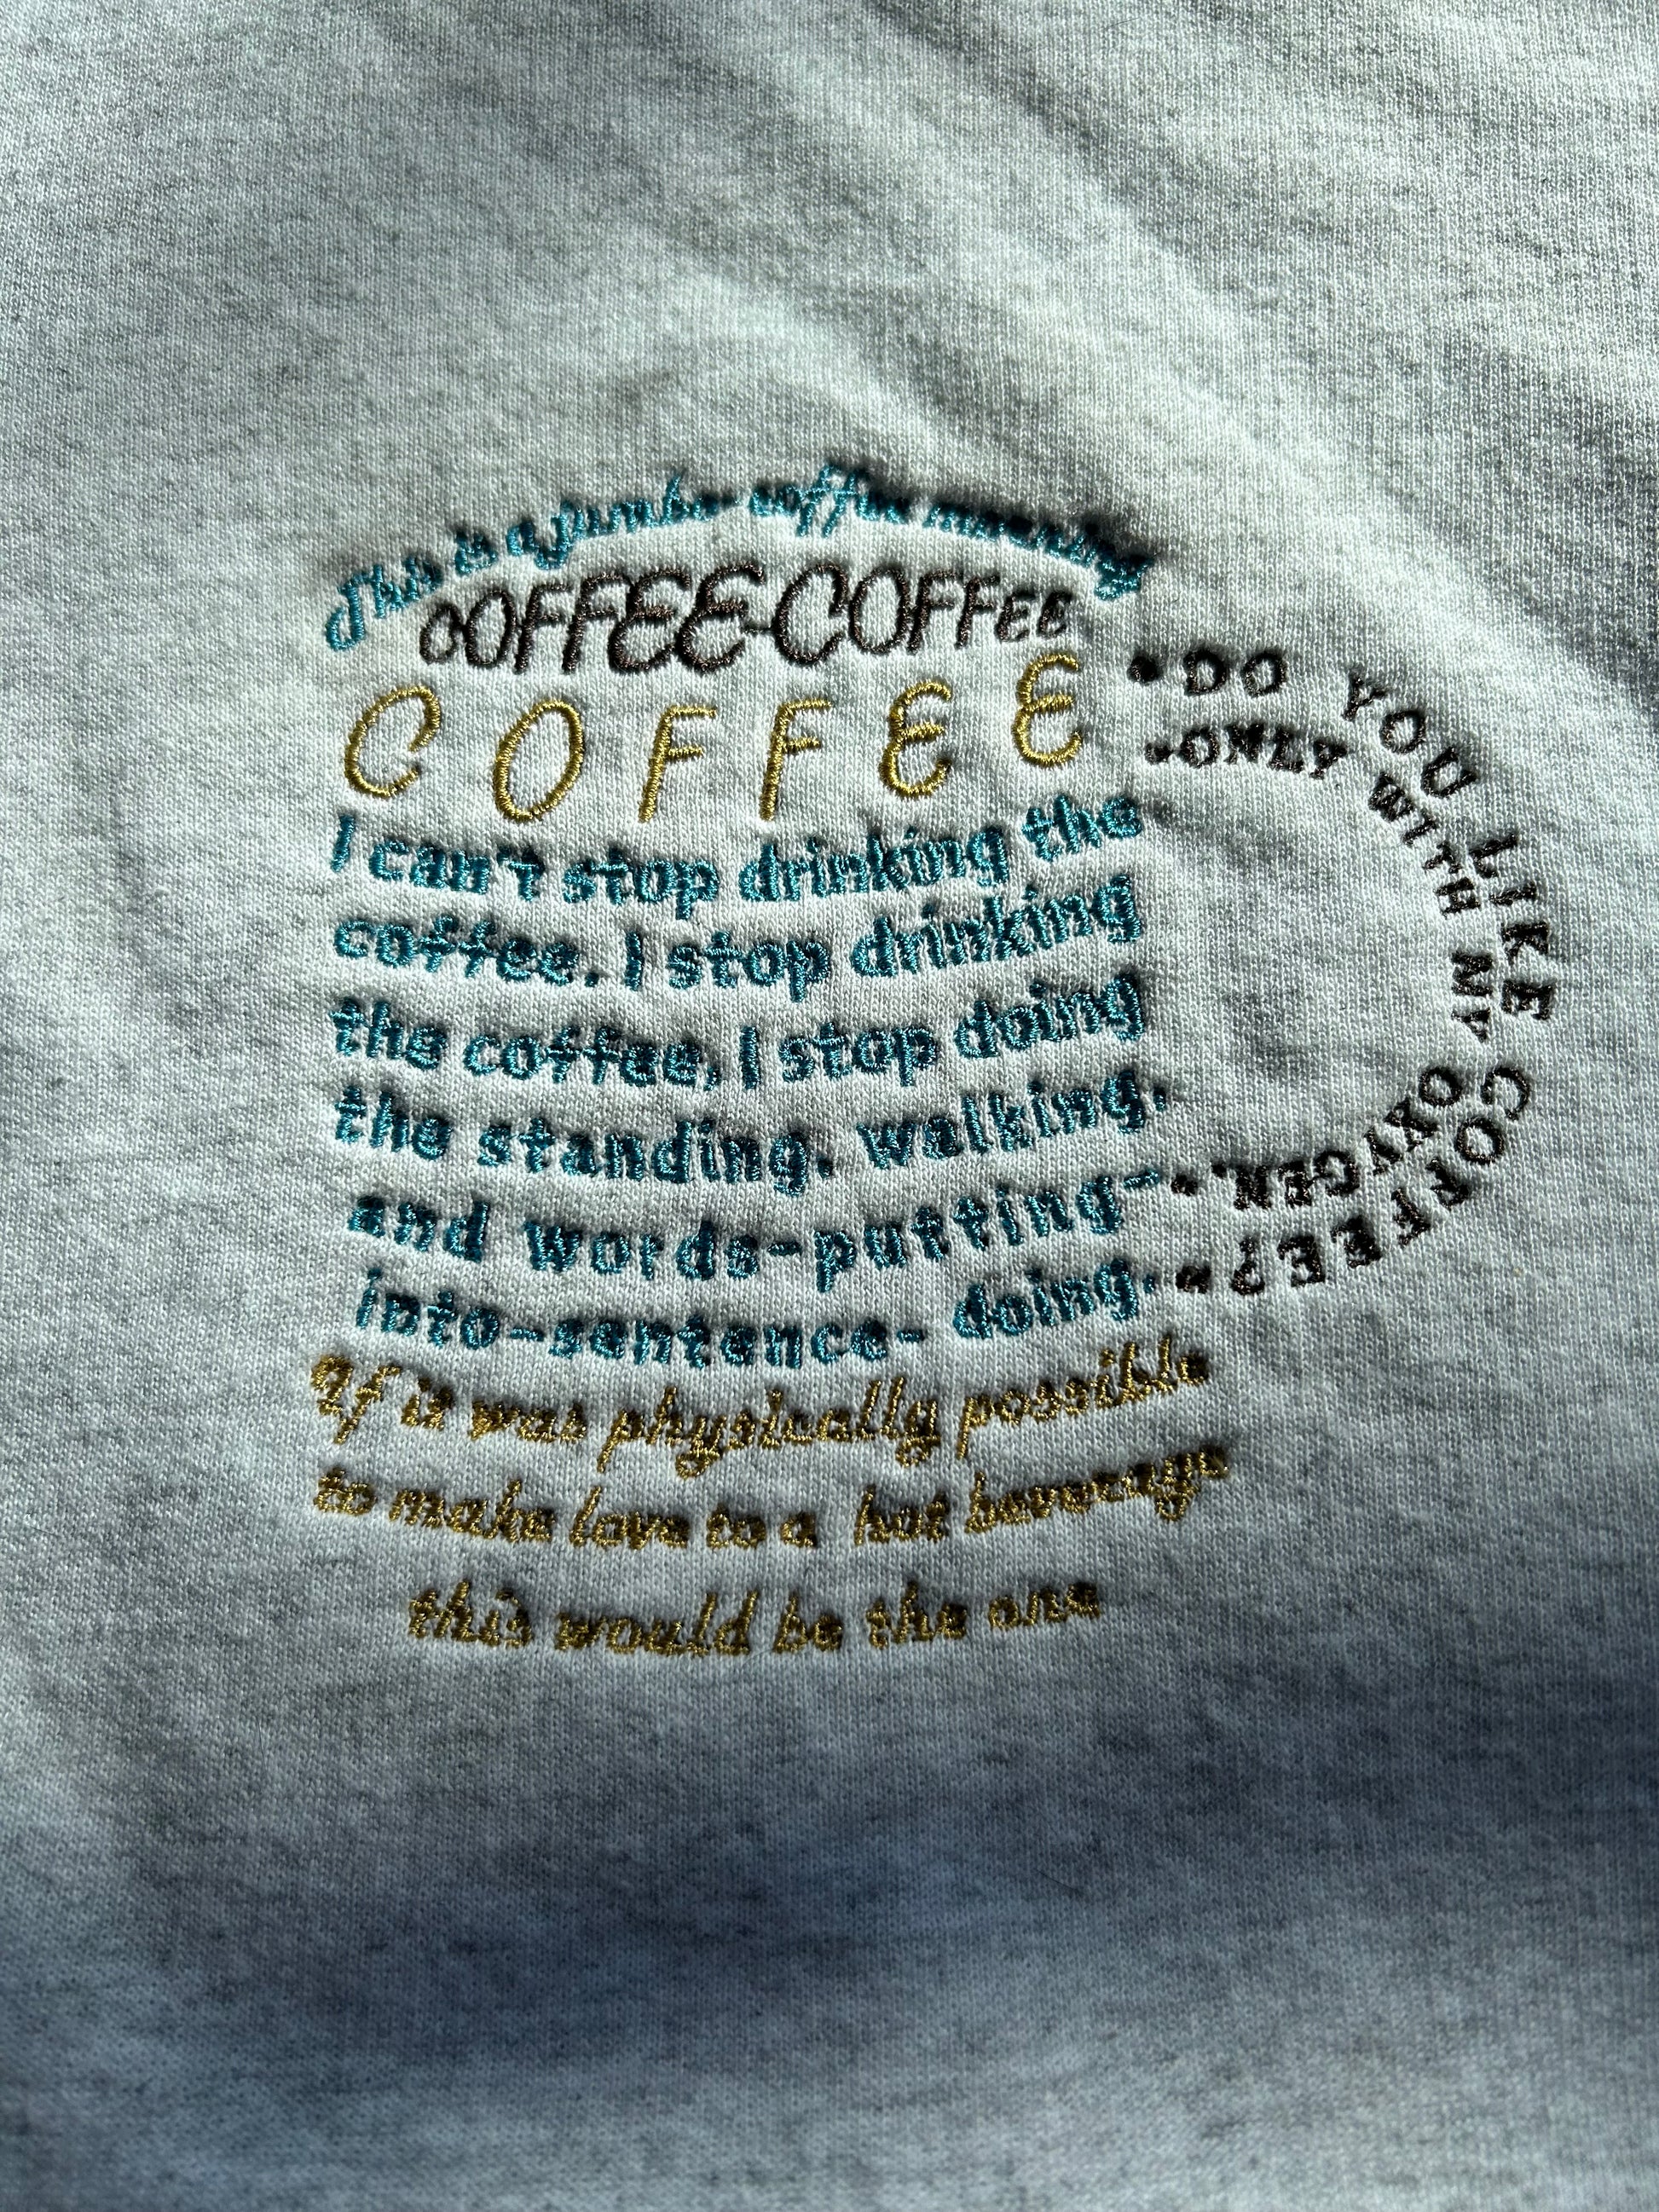 This is a jumbo coffee morning
COFFEE-COFFEE
COFFEE
I can't stop drinking the
coffee. I stop drinking
the coffee, I stop doing
the standing, walking,
and words-putting-
into-sentence- doing.
If it was physically possible
to make love to a hot beverage
this would be the one
• DO YOU LIKE COFFEE? •
• ONLY WITH MY OXYGEN. •